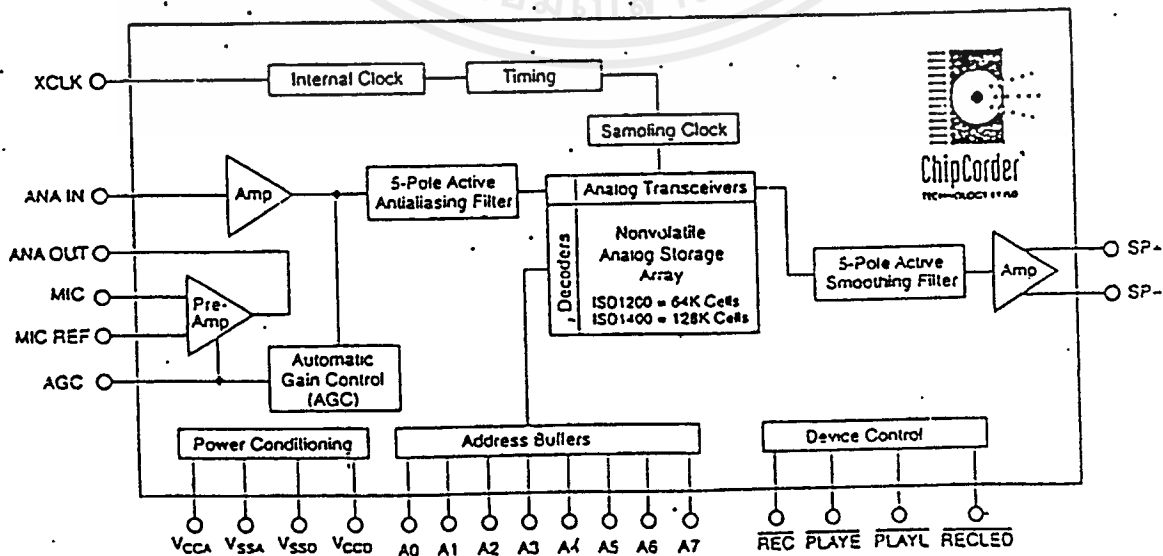 XCLK
Internal Clock
Timing
Sampling Clock
ChipCorder
ANA IN
Amp
5-Pole Active
Antialiasing Filter
Analog Transceivers
Decoders
Nonvolatile
Analog Storage
Array
ISD1200 = 64K Cells
ISD1400 = 128K Cells
ANA OUT
MIC
MIC REF
AGC
Pre-
Amp
Automatic
Gain Control
(AGC)
5-Pole Active
Smoothing Filter
Amp
SP+
SP-
Power Conditioning
Address Buffers
Device Control
VCCA
VSSA
VSSD
VCCD
A0
A1
A2
A3
A4
A5
A6
A7
REC
PLAYE
PLAYL
RECLED